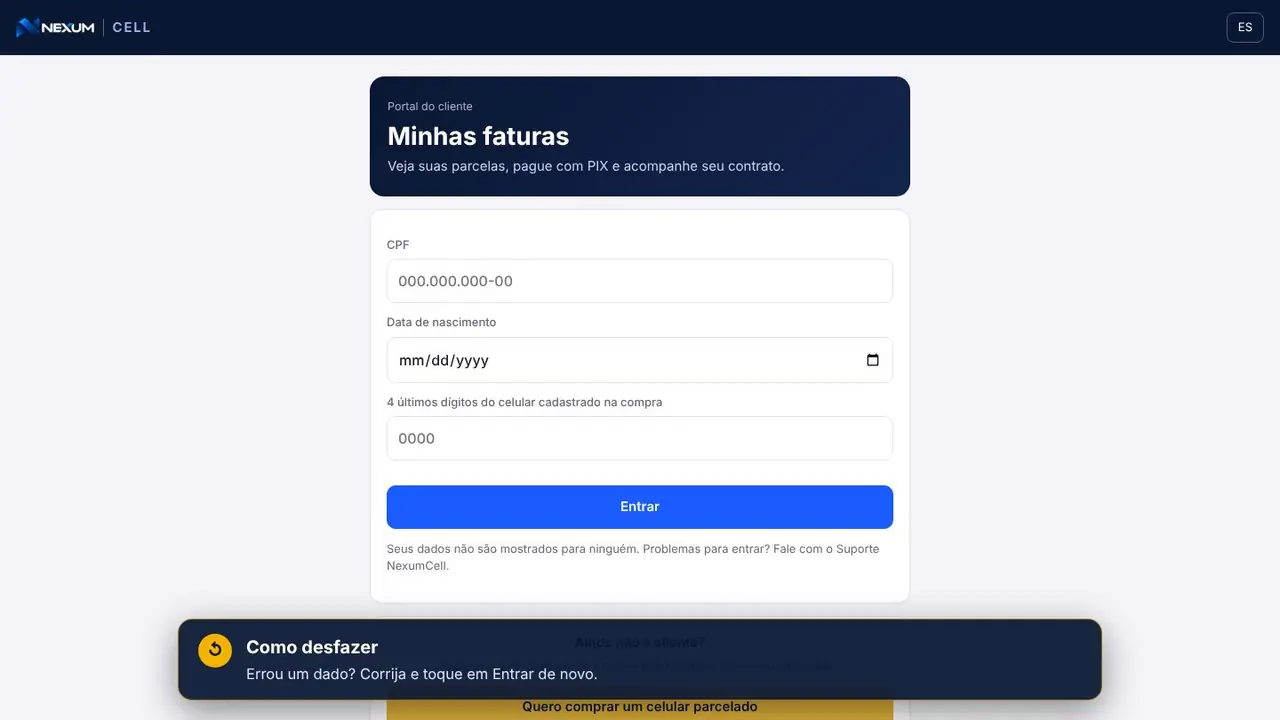 NEXUM CELL
ES
Portal do cliente
Minhas faturas
Veja suas parcelas, pague com PIX e acompanhe seu contrato.
CPF
000.000.000-00
Data de nascimento
mm/dd/yyyy
4 últimos dígitos do celular cadastrado na compra
0000
Entrar
Seus dados não são mostrados para ninguém. Problemas para entrar? Fale com o Suporte
NexumCell.
Ainda não é cliente?
Como desfazer
Errou um dado? Corrija e toque em Entrar de novo.
Quero comprar um celular parcelado